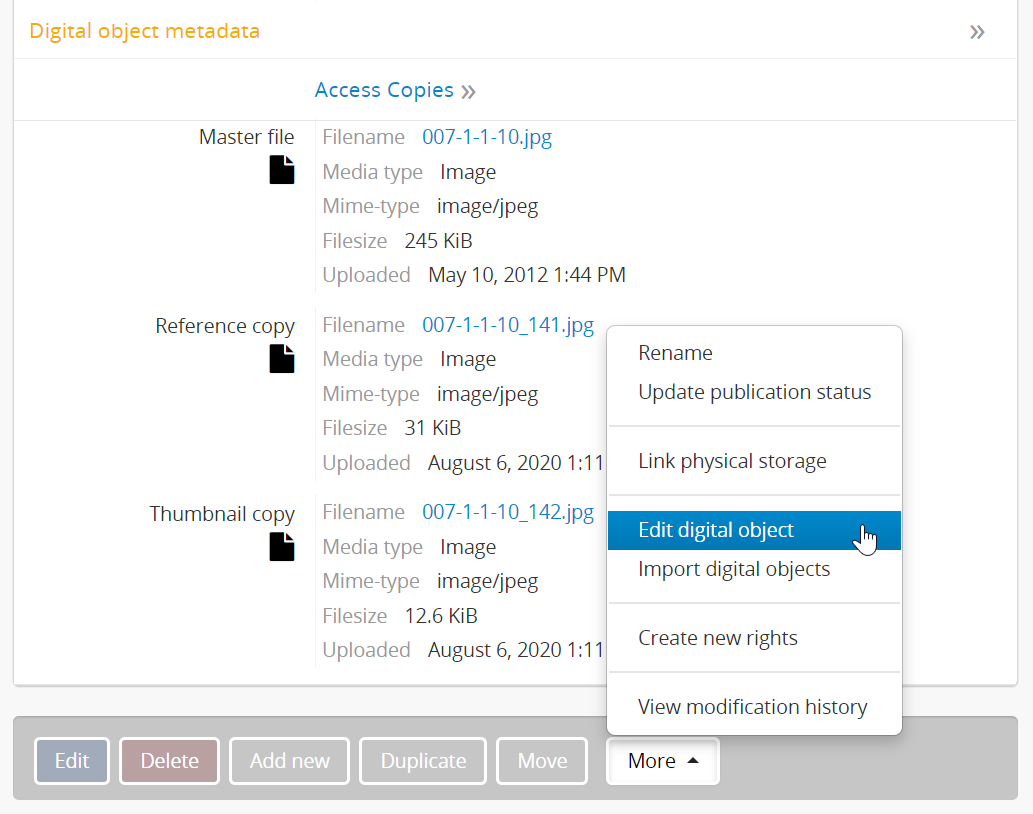 Digital object metadata »
Access Copies »
Master file Filename 007-1-1-10.jpg
Media type Image
Mime-type image/jpeg
Filesize 245 KiB
Uploaded May 10, 2012 1:44 PM
Reference copy Filename 007-1-1-10_141.jpg
Media type Image
Mime-type image/jpeg
Filesize 31 KiB
Uploaded August 6, 2020 1:11
Thumbnail copy Filename 007-1-1-10_142.jpg
Media type Image
Mime-type image/jpeg
Filesize 12.6 KiB
Uploaded August 6, 2020 1:11
Rename
Update publication status
Link physical storage
Edit digital object
Import digital objects
Create new rights
View modification history
Edit Delete Add new Duplicate Move More